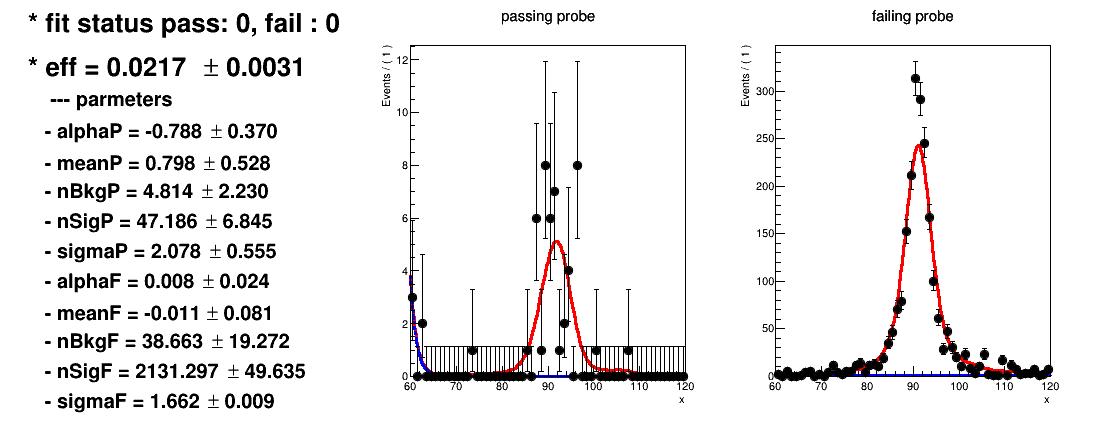 * fit status pass: 0, fail : 0
* eff = 0.0217 ± 0.0031
--- parmeters
- alphaP = -0.788 ± 0.370
- meanP = 0.798 ± 0.528
- nBkgP = 4.814 ± 2.230
- nSigP = 47.186 ± 6.845
- sigmaP = 2.078 ± 0.555
- alphaF = 0.008 ± 0.024
- meanF = -0.011 ± 0.081
- nBkgF = 38.663 ± 19.272
- nSigF = 2131.297 ± 49.635
- sigmaF = 1.662 ± 0.009
passing probe
Events / ( 1 )
12
10
8
6
4
2
0
60 70 80 90 100 110 120
x
failing probe
Events / ( 1 )
300
250
200
150
100
50
0
60 70 80 90 100 110 120
x